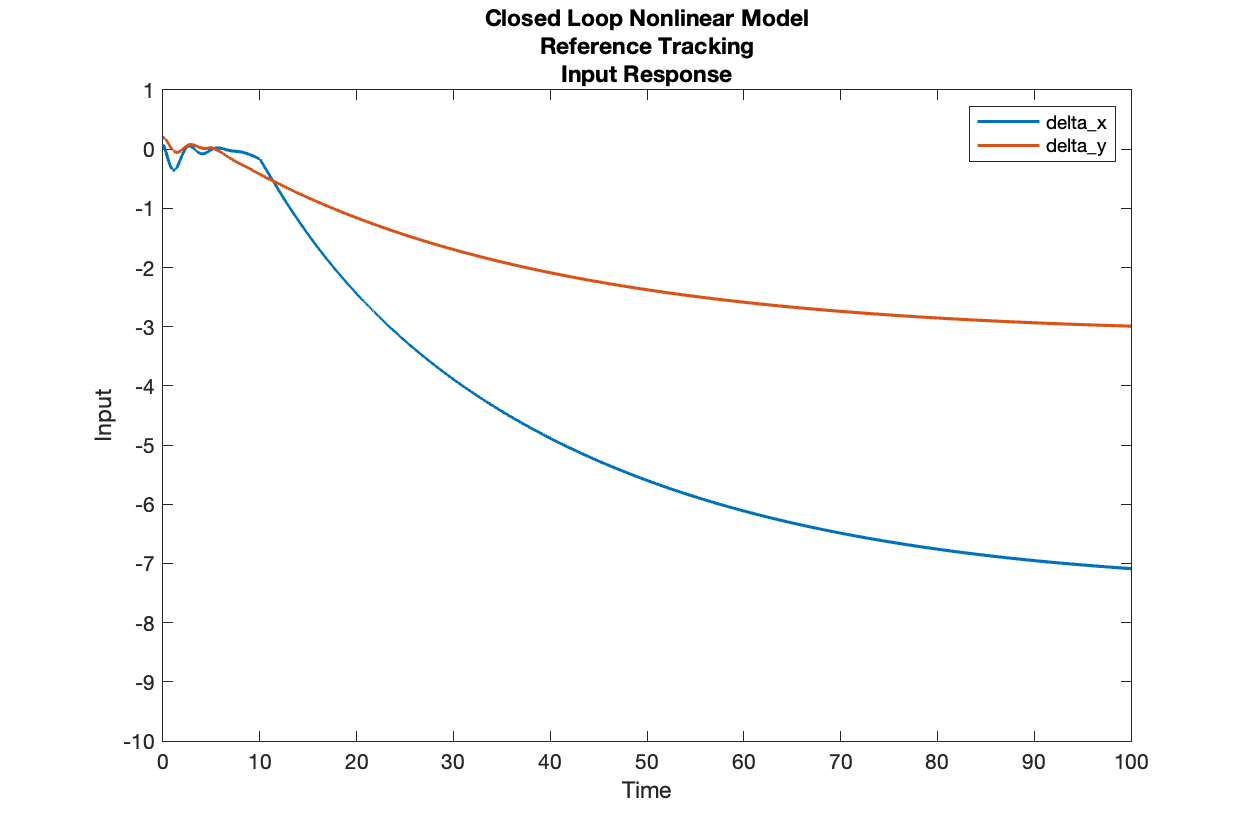 Closed Loop Nonlinear Model
Reference Tracking
Input Response
delta_x
delta_y
1
0
-1
-2
-3
-4
-5
-6
-7
-8
-9
-10
Input
0 10 20 30 40 50 60 70 80 90 100
Time